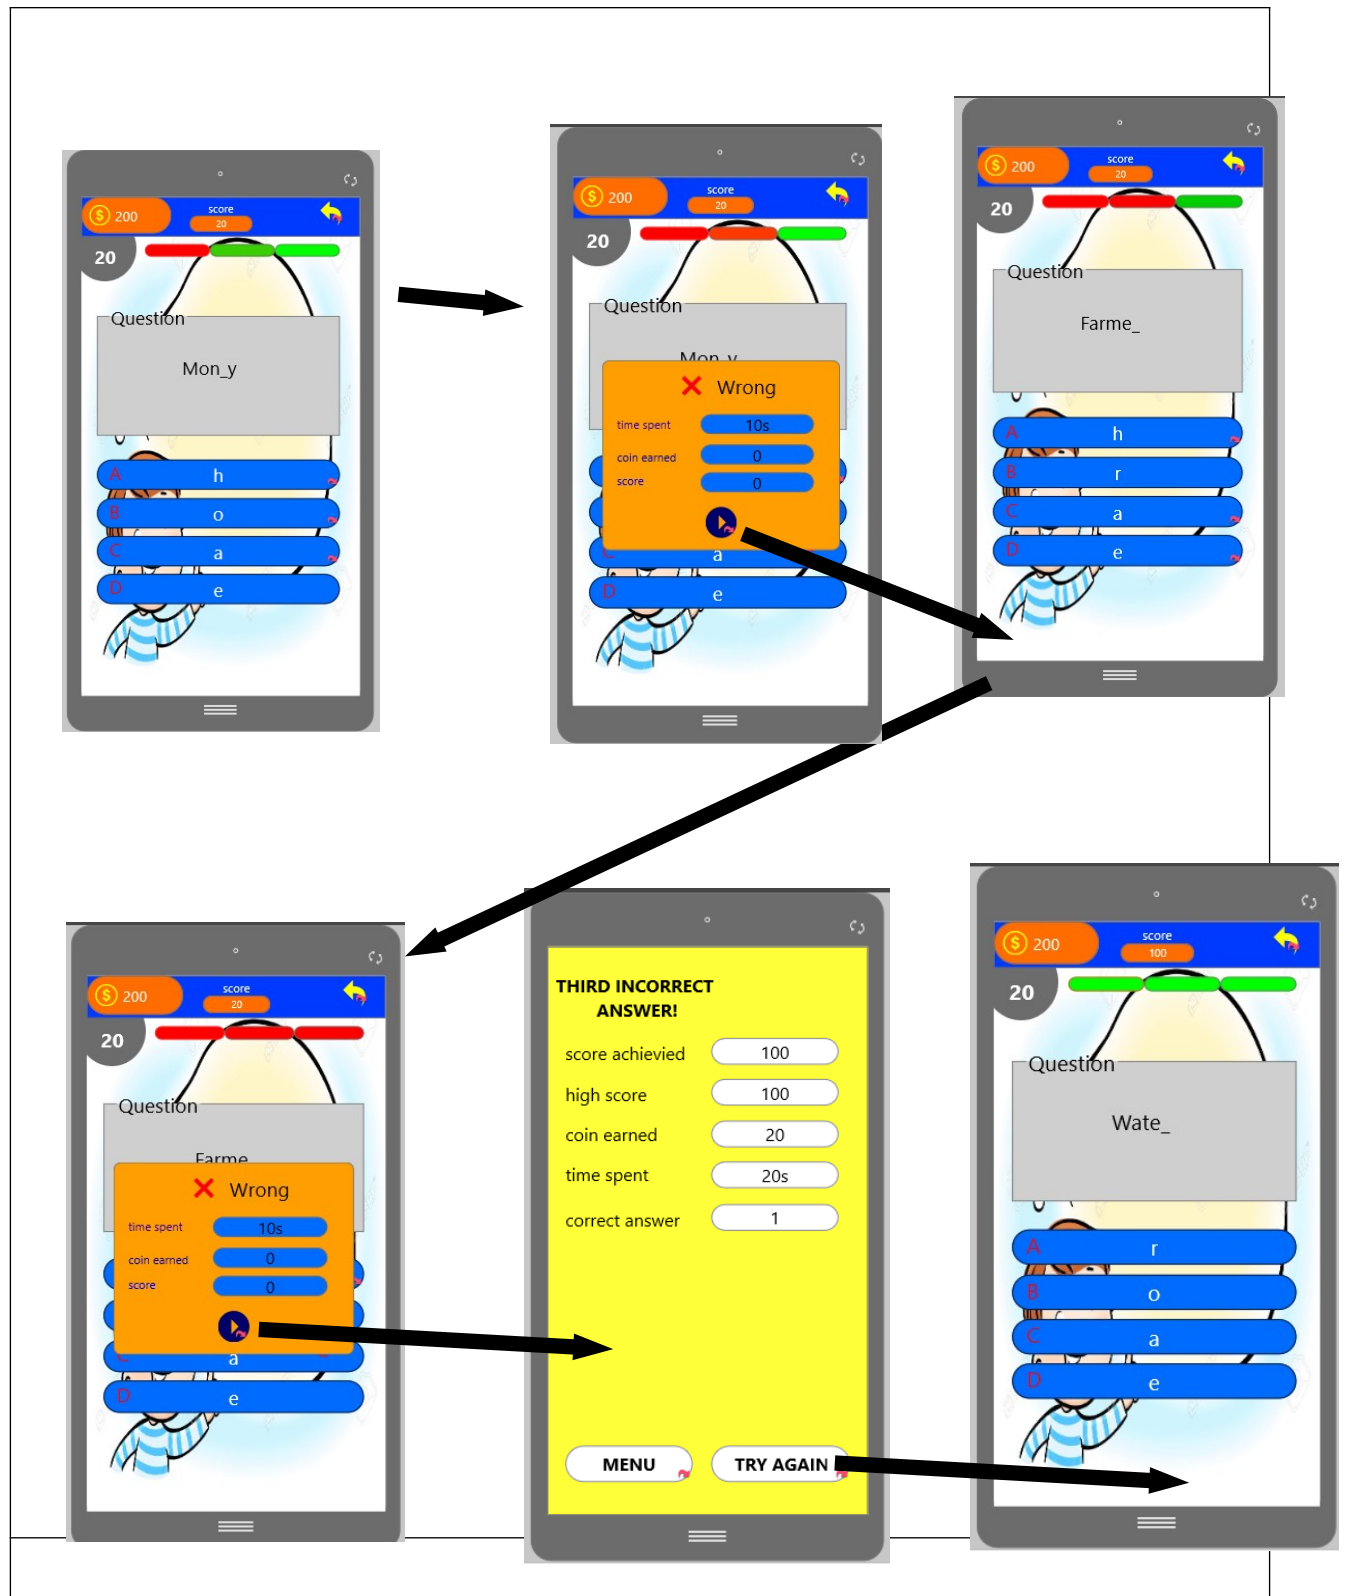 $ 200
score
20
20
Question
Mon_y
A h
B o
C a
D e
$ 200
score
20
20
Question
Mon_y
Wrong
time spent 10s
coin earned 0
score 0
C a
D e
$ 200
score
20
20
Question
Farme_
A h
B r
C a
D e
$ 200
score
20
20
Question
Farme
Wrong
time spent 10s
coin earned 0
score 0
C a
D e
THIRD INCORRECT
ANSWER!
score achievied 100
high score 100
coin earned 20
time spent 20s
correct answer 1
MENU TRY AGAIN
$ 200
score
100
20
Question
Wate_
A r
B o
C a
D e